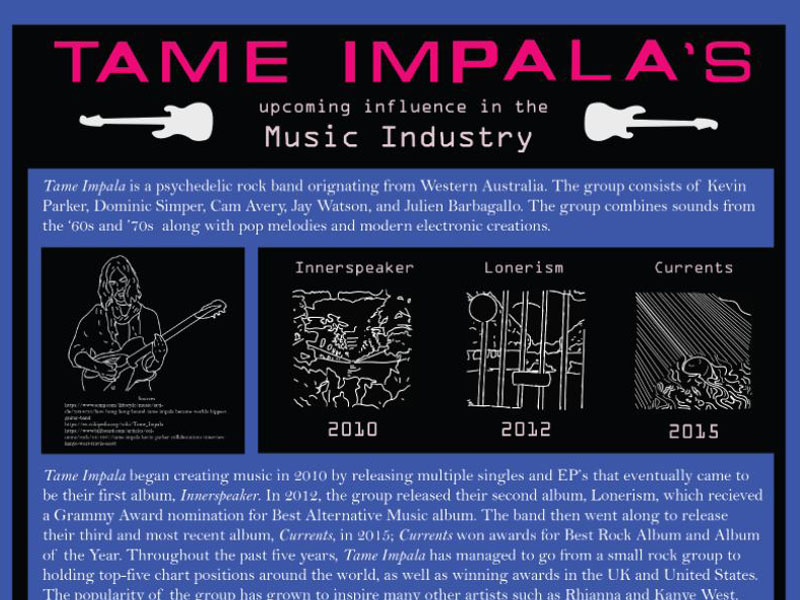 TAME IMPALA'S
upcoming influence in the
Music Industry
Tame Impala is a psychedelic rock band orignating from Western Australia. The group consists of Kevin
Parker, Dominic Simper, Cam Avery, Jay Watson, and Julien Barbagallo. The group combines sounds from
the '60s and '70s along with pop melodies and modern electronic creations.
Sources
Innerspeaker
2010
Lonerism
2012
Currents
2015
Tame Impala began creating music in 2010 by releasing multiple singles and EP's that eventually came to
be their first album, Innerspeaker. In 2012, the group released their second album, Lonerism, which recieved
a Grammy Award nomination for Best Alternative Music album. The band then went along to release
their third and most recent album, Currents, in 2015; Currents won awards for Best Rock Album and Album
of the Year. Throughout the past five years, Tame Impala has managed to go from a small rock group to
holding top-five chart positions around the world, as well as winning awards in the UK and United States.
The popularity of the group has grown to inspire many other artists such as Rhianna and Kanye West.